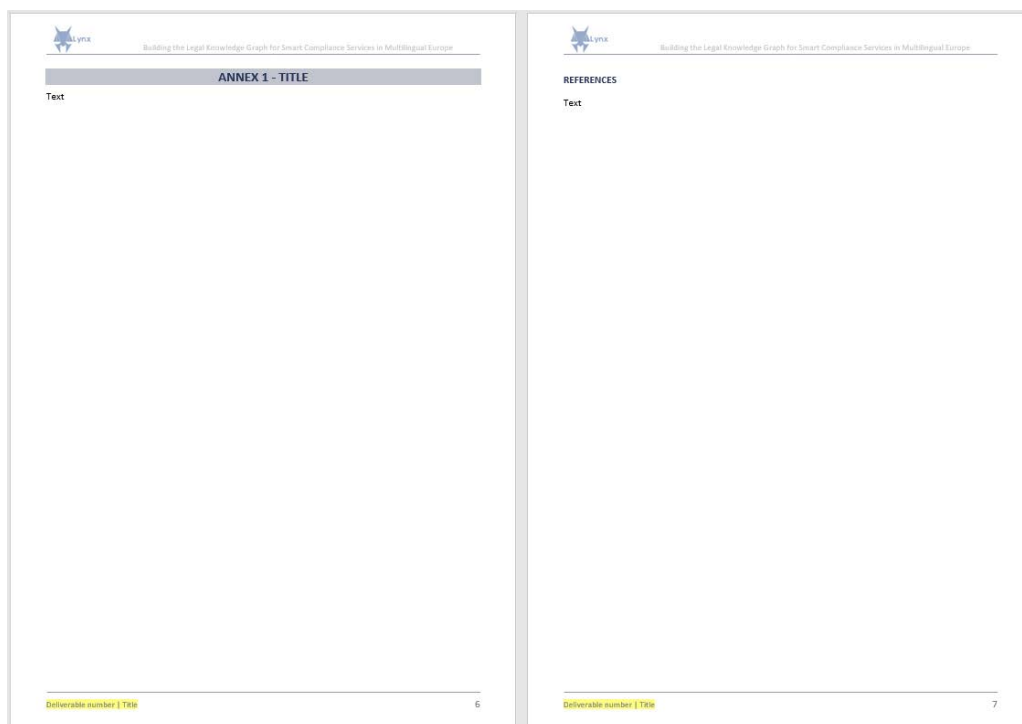 Lynx
Building the Legal Knowledge Graph for Smart Compliance Services in Multilingual Europe
ANNEX 1 - TITLE
Text
Deliverable number | Title 6
Lynx
Building the Legal Knowledge Graph for Smart Compliance Services in Multilingual Europe
REFERENCES
Text
Deliverable number | Title 7